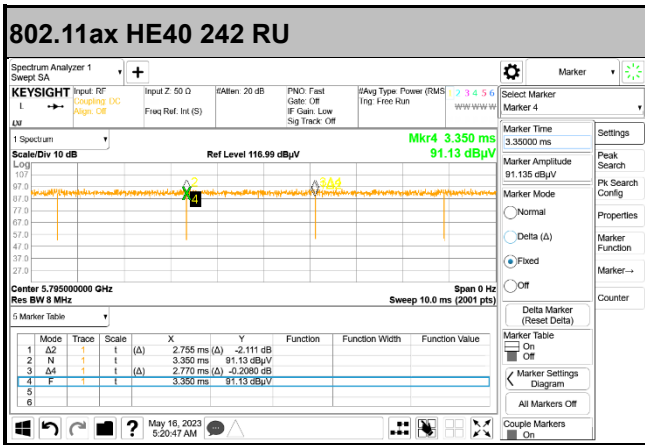 802.11ax HE40 242 RU
Spectrum Analyzer 1
Swept SA
Marker
KEYSIGHT
L
Input: RF
Coupling: DC
Align: Off
Input Z: 50 Ω
Freq Ref: Int (S)
#Atten: 20 dB
PNO: Fast
Gate: Off
IF Gain: Low
Sig Track: Off
#Avg Type: Power (RMS
Trig: Free Run
1 2 3 4 5 6
W W W W W
Select Marker
Marker 4
LXI
1 Spectrum
Mkr4 3.350 ms
91.13 dBµV
Scale/Div 10 dB
Ref Level 116.99 dBµV
Log
107
97.0
87.0
77.0
67.0
57.0
47.0
37.0
27.0
4
Center 5.795000000 GHz
Res BW 8 MHz
Span 0 Hz
Sweep 10.0 ms (2001 pts)
5 Marker Table
Mode Trace Scale X Y Function Function Width Function Value
1 Δ2 1 t (Δ) 2.755 ms (Δ) -2.111 dB
2 N 1 t 3.350 ms 91.13 dBµV
3 Δ4 1 t (Δ) 2.770 ms (Δ) -0.2080 dB
4 F 1 t 3.350 ms 91.13 dBµV
5
6
Marker Time
3.35000 ms
Marker Amplitude
91.135 dBµV
Marker Mode
Normal
Delta (Δ)
Fixed
Off
Delta Marker
(Reset Delta)
Marker Table
On
Off
Marker Settings
Diagram
All Markers Off
Couple Markers
On
Settings
Peak
Search
Pk Search
Config
Properties
Marker
Function
Marker→
Counter
?
May 16, 2023
5:20:47 AM